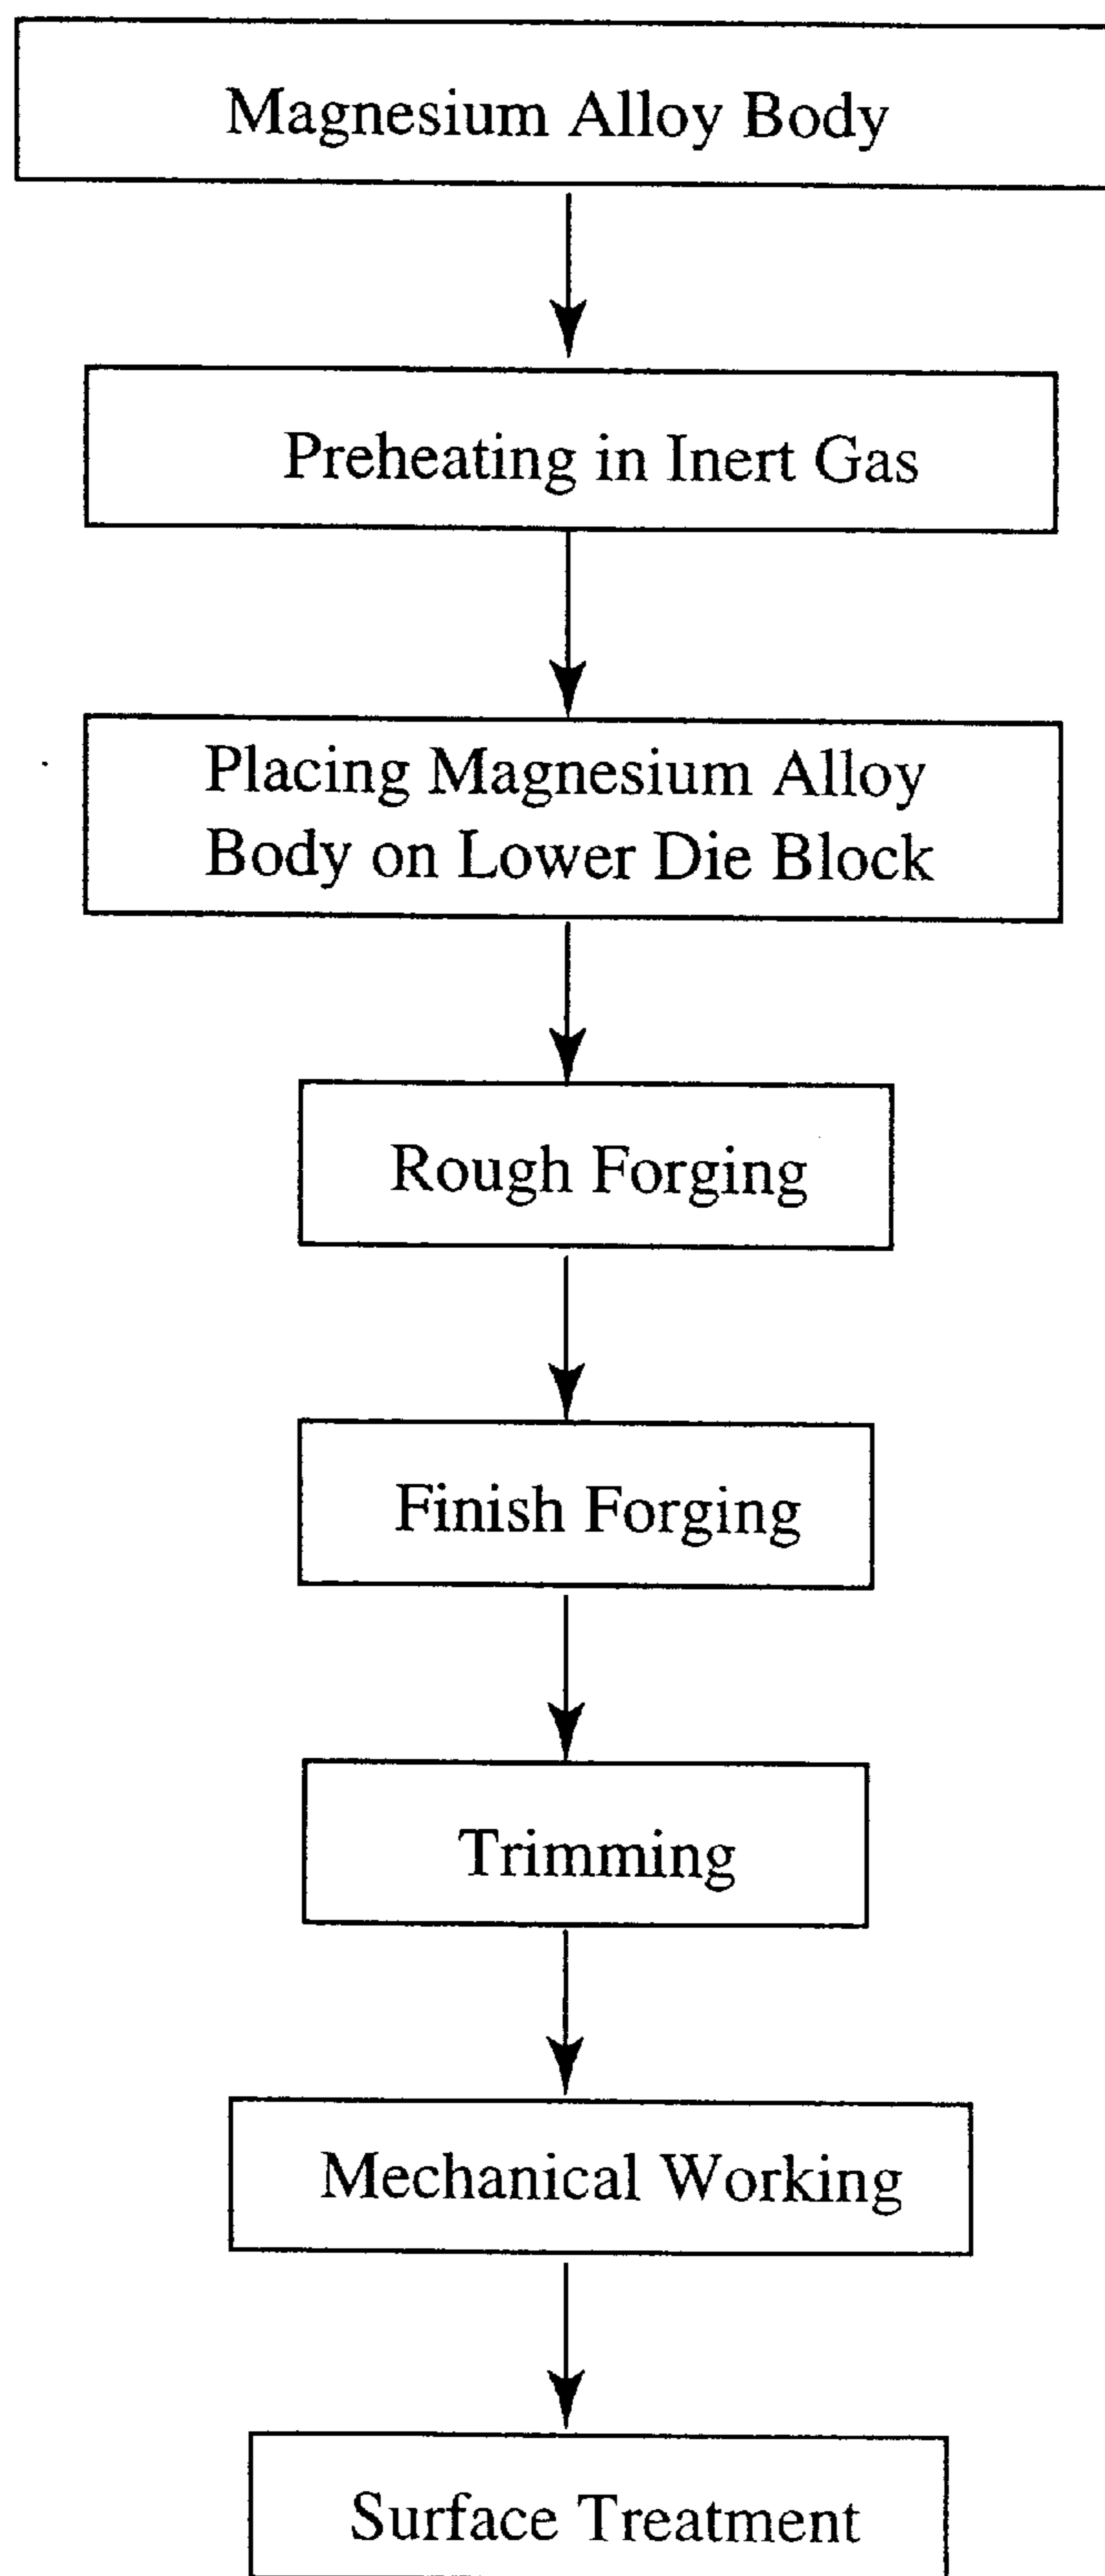 Magnesium Alloy Body
Preheating in Inert Gas
Placing Magnesium Alloy
Body on Lower Die Block
Rough Forging
Finish Forging
Trimming
Mechanical Working
Surface Treatment